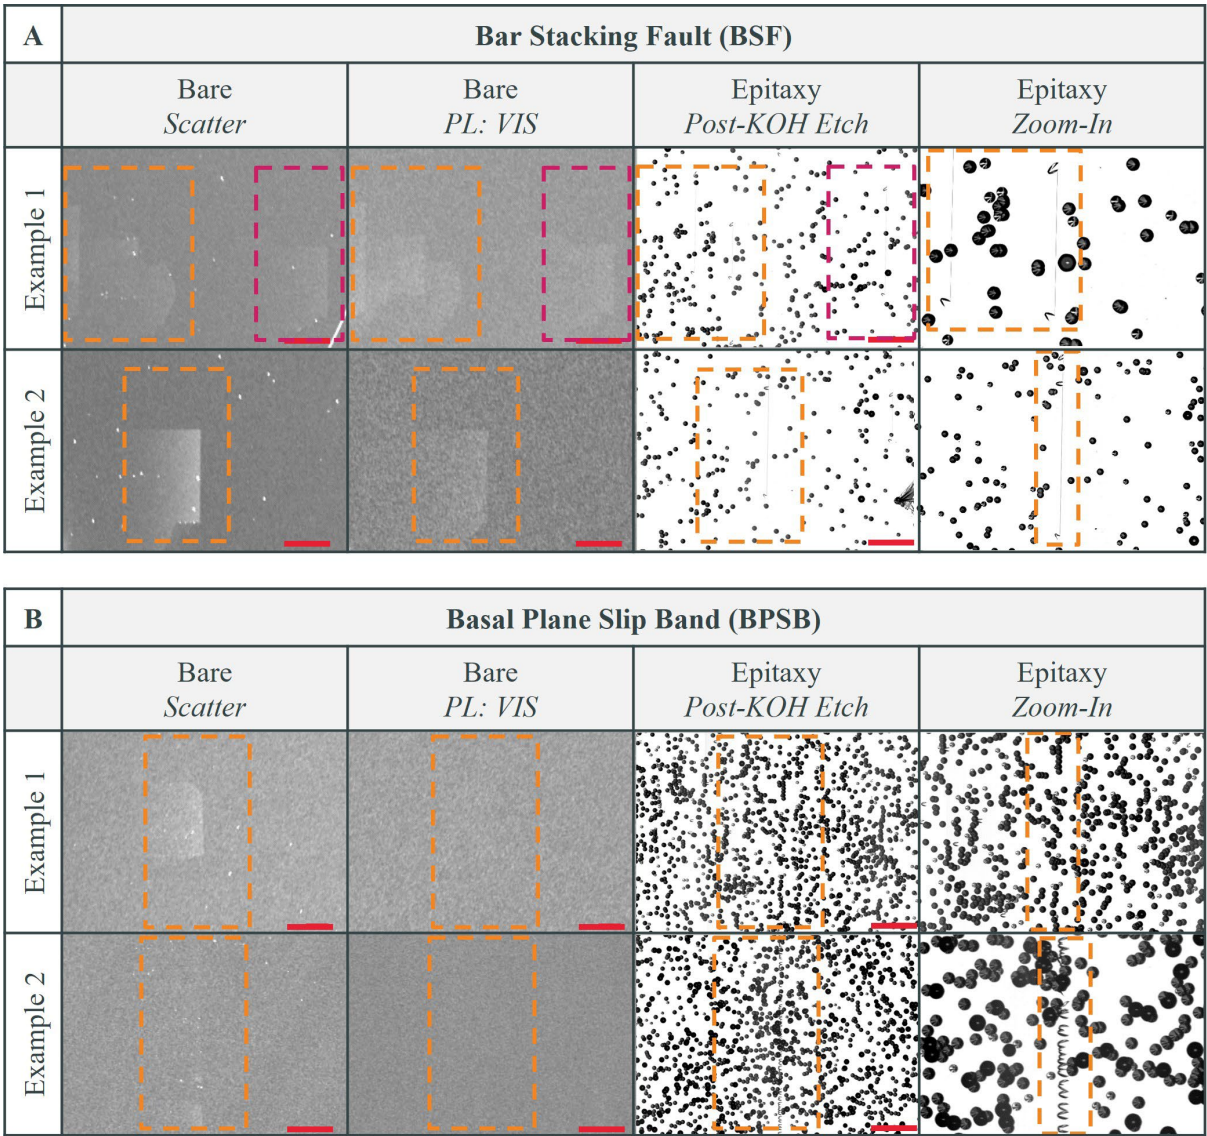 A
Bar Stacking Fault (BSF)
Bare
Scatter
Bare
PL: VIS
Epitaxy
Post-KOH Etch
Epitaxy
Zoom-In
Example 1
Example 2
B
Basal Plane Slip Band (BPSB)
Bare
Scatter
Bare
PL: VIS
Epitaxy
Post-KOH Etch
Epitaxy
Zoom-In
Example 1
Example 2